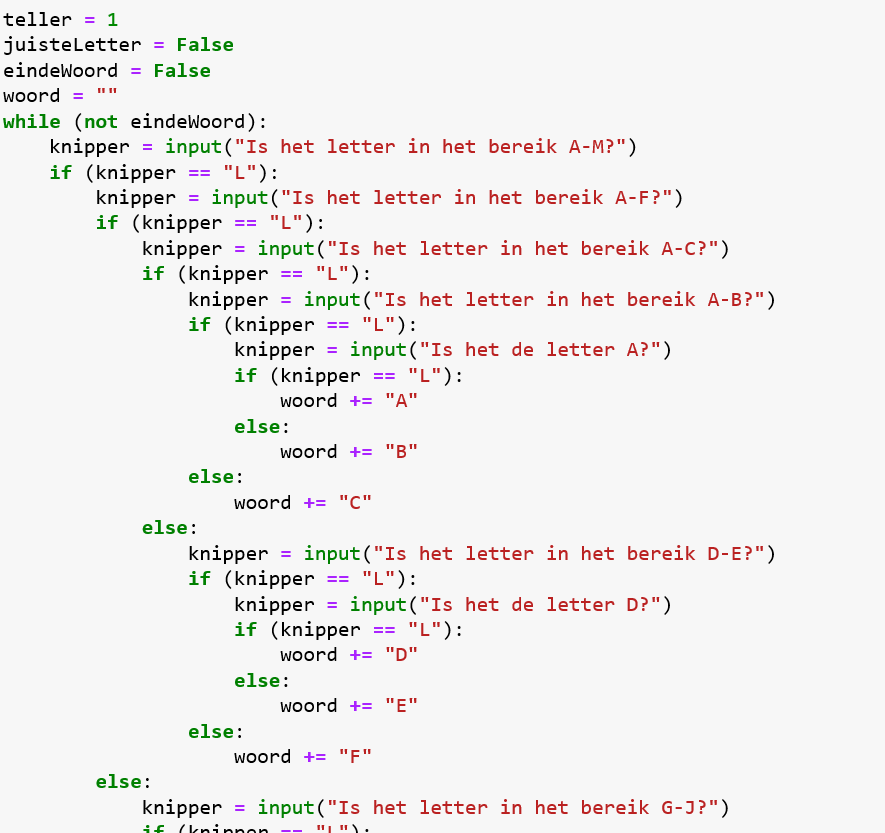 teller = 1
juisteLetter = False
eindeWoord = False
woord = ""
while (not eindeWoord):
    knipper = input("Is het letter in het bereik A-M?")
    if (knipper == "L"):
        knipper = input("Is het letter in het bereik A-F?")
        if (knipper == "L"):
            knipper = input("Is het letter in het bereik A-C?")
            if (knipper == "L"):
                knipper = input("Is het letter in het bereik A-B?")
                if (knipper == "L"):
                    knipper = input("Is het de letter A?")
                    if (knipper == "L"):
                        woord += "A"
                    else:
                        woord += "B"
                else:
                    woord += "C"
            else:
                knipper = input("Is het letter in het bereik D-E?")
                if (knipper == "L"):
                    knipper = input("Is het de letter D?")
                    if (knipper == "L"):
                        woord += "D"
                    else:
                        woord += "E"
                else:
                    woord += "F"
        else:
            knipper = input("Is het letter in het bereik G-J?")
            if (knipper == "L"):